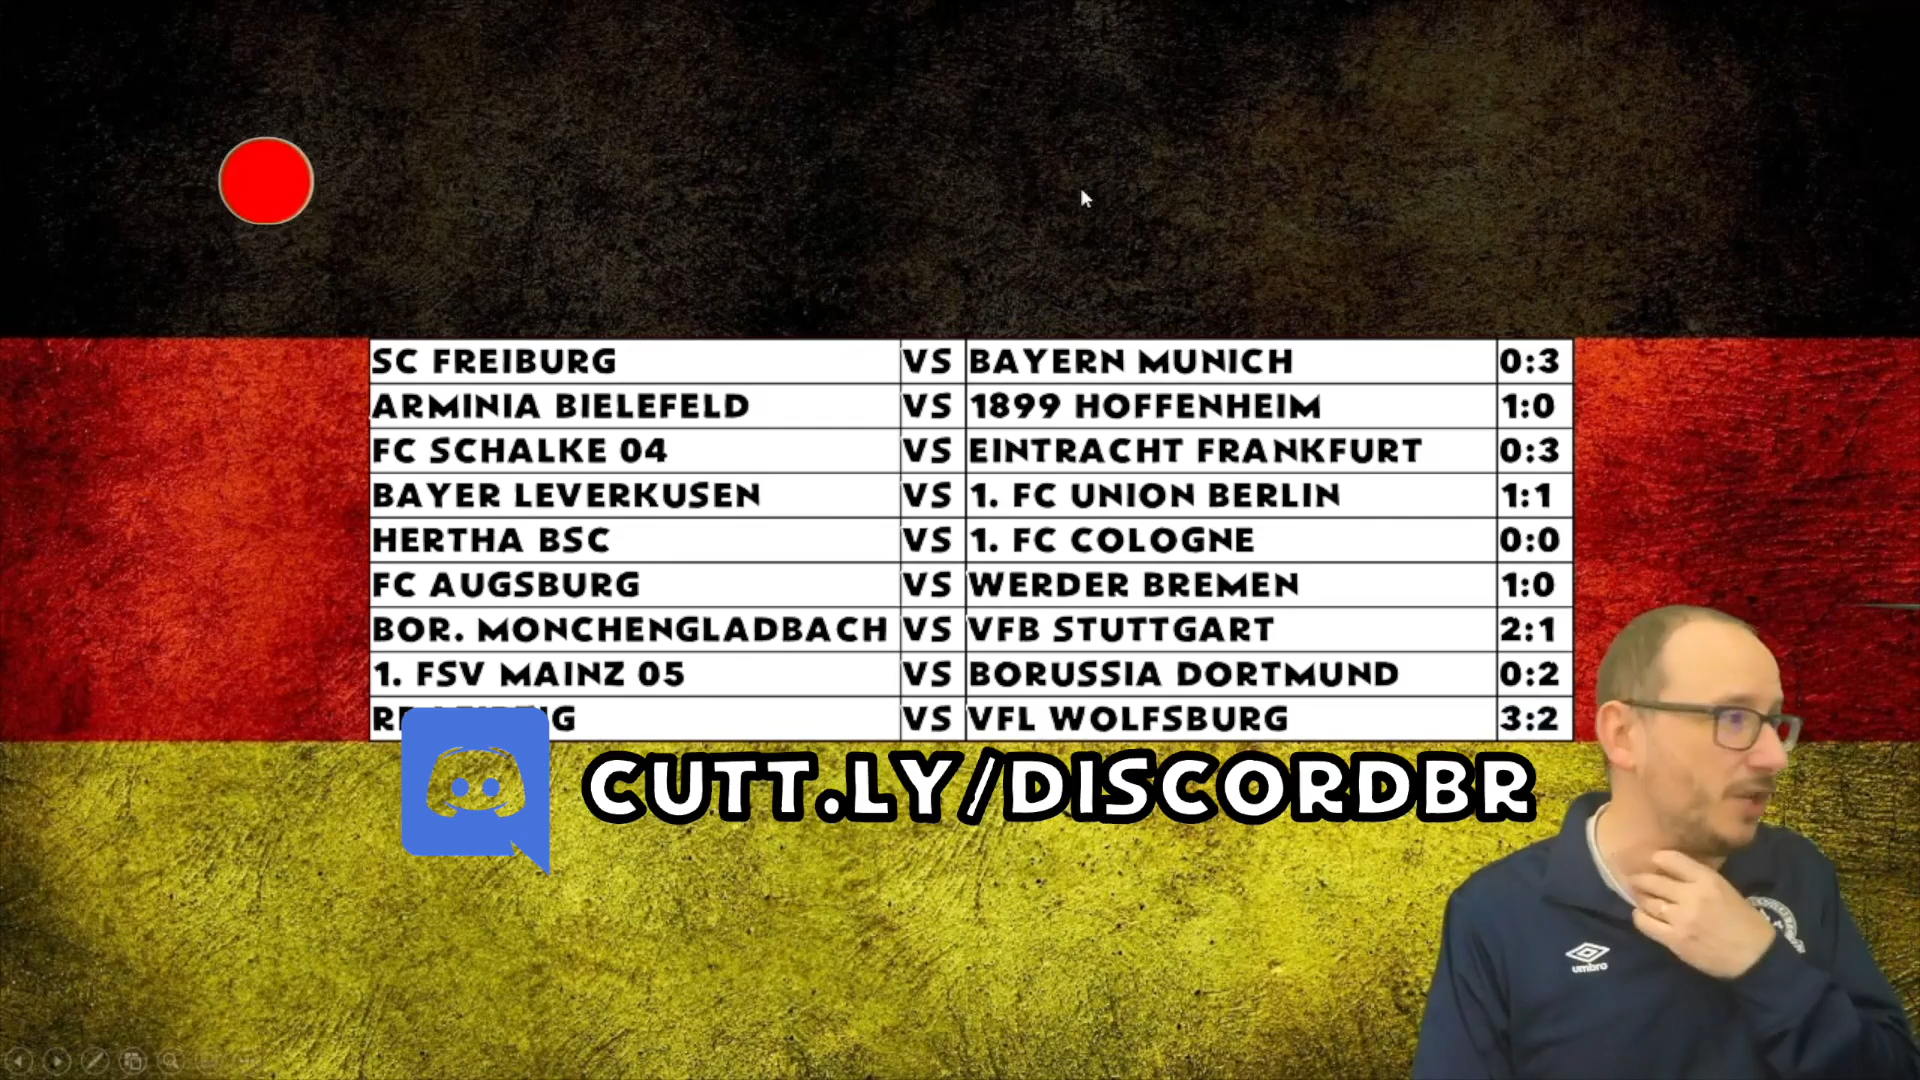 SC FREIBURG VS BAYERN MUNICH 0:3
ARMINIA BIELEFELD VS 1899 HOFFENHEIM 1:0
FC SCHALKE 04 VS EINTRACHT FRANKFURT 0:3
BAYER LEVERKUSEN VS 1. FC UNION BERLIN 1:1
HERTHA BSC VS 1. FC COLOGNE 0:0
FC AUGSBURG VS WERDER BREMEN 1:0
BOR. MONCHENGLADBACH VS VFB STUTTGART 2:1
1. FSV MAINZ 05 VS BORUSSIA DORTMUND 0:2
VS VFL WOLFSBURG 3:2
CUTT.LY/DISCORDBR
umbro